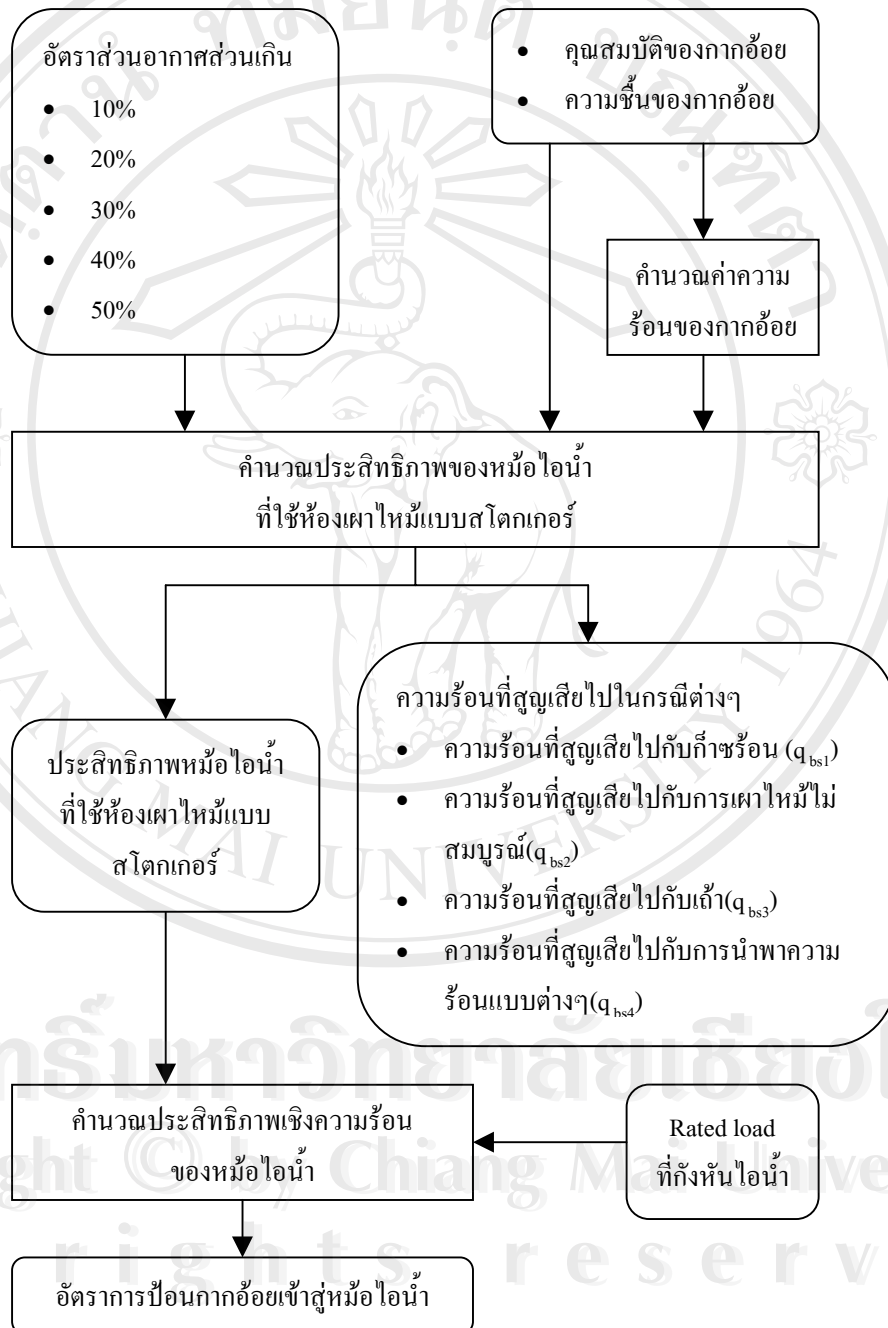 อัตราส่วนอากาศส่วนเกิน
• 10%
• 20%
• 30%
• 40%
• 50%
• คุณสมบัติของกากอ้อย
• ความชื้นของกากอ้อย
คำนวณค่าความ
ร้อนของกากอ้อย
คำนวณประสิทธิภาพของหม้อไอน้ำ
ที่ใช้ห้องเผาไหม้แบบสโตกเกอร์
ประสิทธิภาพหม้อไอน้ำ
ที่ใช้ห้องเผาไหม้แบบ
สโตกเกอร์
ความร้อนที่สูญเสียไปในกรณีต่างๆ
• ความร้อนที่สูญเสียไปกับก๊าซร้อน (q bs1)
• ความร้อนที่สูญเสียไปกับการเผาไหม้ไม่
สมบูรณ์(q bs2)
• ความร้อนที่สูญเสียไปกับเถ้า(q bs3)
• ความร้อนที่สูญเสียไปกับการนำพาความ
ร้อนแบบต่างๆ(q bs4)
คำนวณประสิทธิภาพเชิงความร้อน
ของหม้อไอน้ำ
Rated load
ที่กังหันไอน้ำ
อัตราการป้อนกากอ้อยเข้าสู่หม้อไอน้ำ
MAI UNIVERSITY 1964
ght © by Chiang Mai Unive
rights reserv